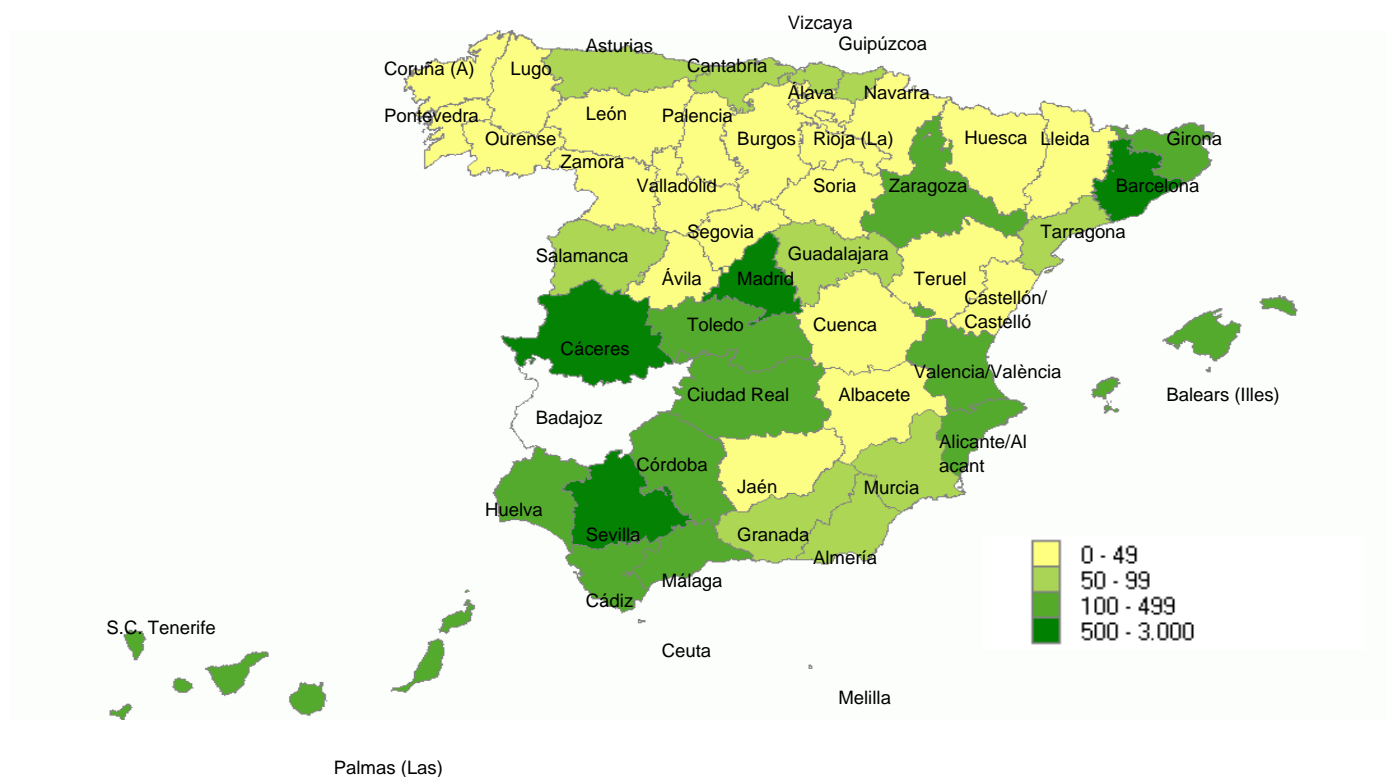 Vizcaya
Guipúzcoa
Asturias
Cantabria
Coruña (A)
Lugo
Álava
Navarra
Pontevedra
León
Palencia
Ourense
Burgos
Rioja (La)
Huesca
Lleida
Girona
Zamora
Valladolid
Soria
Zaragoza
Barcelona
Segovia
Tarragona
Salamanca
Guadalajara
Ávila
Madrid
Teruel
Castellón/
Castelló
Toledo
Cuenca
Cáceres
Valencia/València
Ciudad Real
Albacete
Balears (Illes)
Badajoz
Alicante/Al
acant
Córdoba
Jaén
Murcia
Huelva
Sevilla
Granada
Almería
Málaga
Cádiz
0 - 49
50 - 99
100 - 499
500 - 3.000
S.C. Tenerife
Ceuta
Melilla
Palmas (Las)